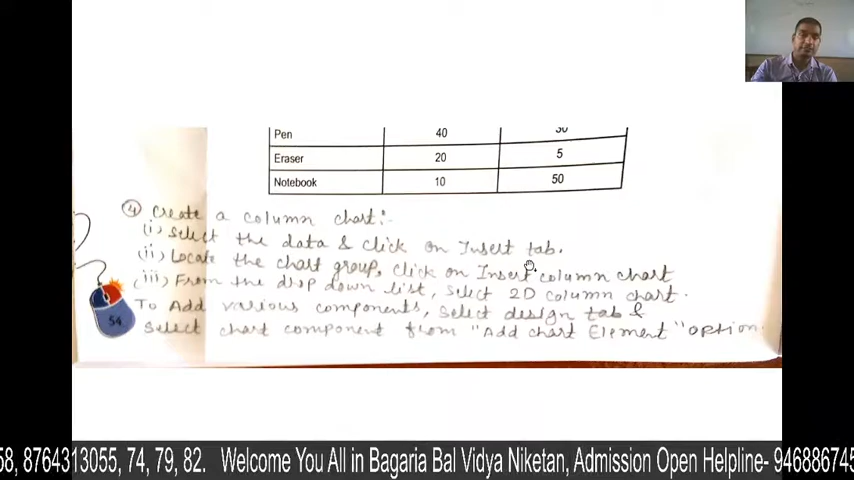 Pen 40 30
Eraser 20 5
Notebook 10 50
④ Create a column chart:-
(i) Select the data & click on Insert tab.
(ii) Locate the chart group, click on Insert column chart
(iii) From the drop down list, select 2D column chart.
To Add various components, select design tab &
select chart component from "Add chart Element" option.
54
58, 8764313055, 74, 79, 82. Welcome You All in Bagaria Bal Vidya Niketan, Admission Open Helpline- 946886745